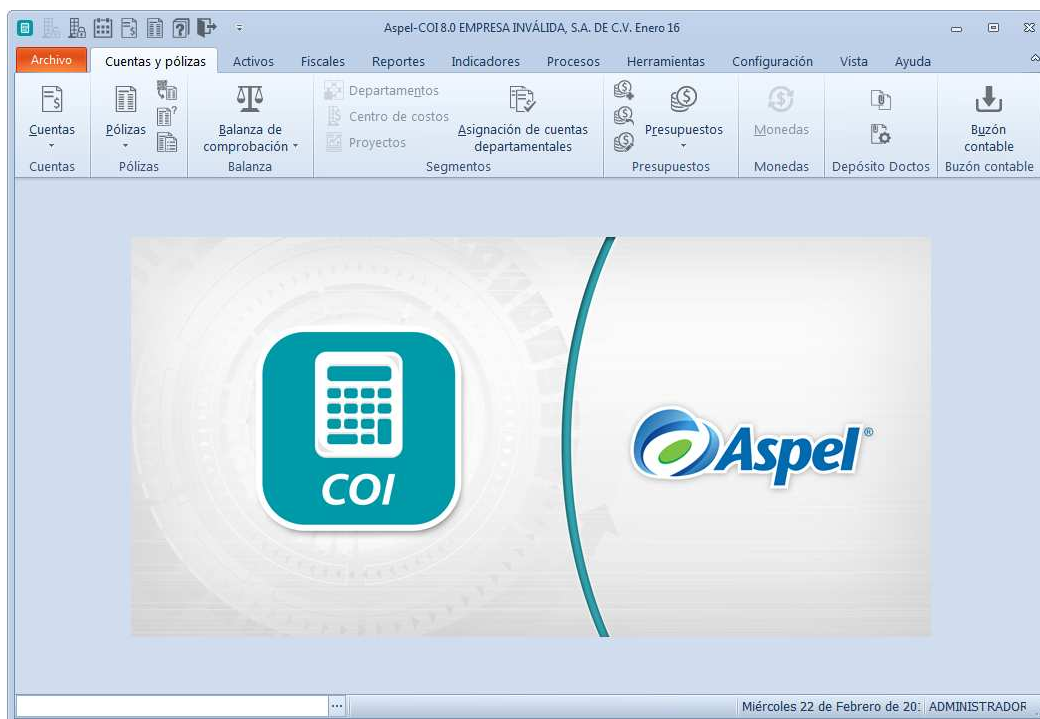 Aspel-COI 8.0 EMPRESA INVÁLIDA, S.A. DE C.V. Enero 16
Archivo Cuentas y pólizas Activos Fiscales Reportes Indicadores Procesos Herramientas Configuración Vista Ayuda
Cuentas
Pólizas
Balanza de
comprobación
Departamentos
Centro de costos
Proyectos
Asignación de cuentas
departamentales
Presupuestos
Monedas
Buzón
contable
Cuentas Pólizas Balanza Segmentos Presupuestos Monedas Depósito Doctos Buzón contable
COI
Aspel®
... Miércoles 22 de Febrero de 20 ADMINISTRADOR